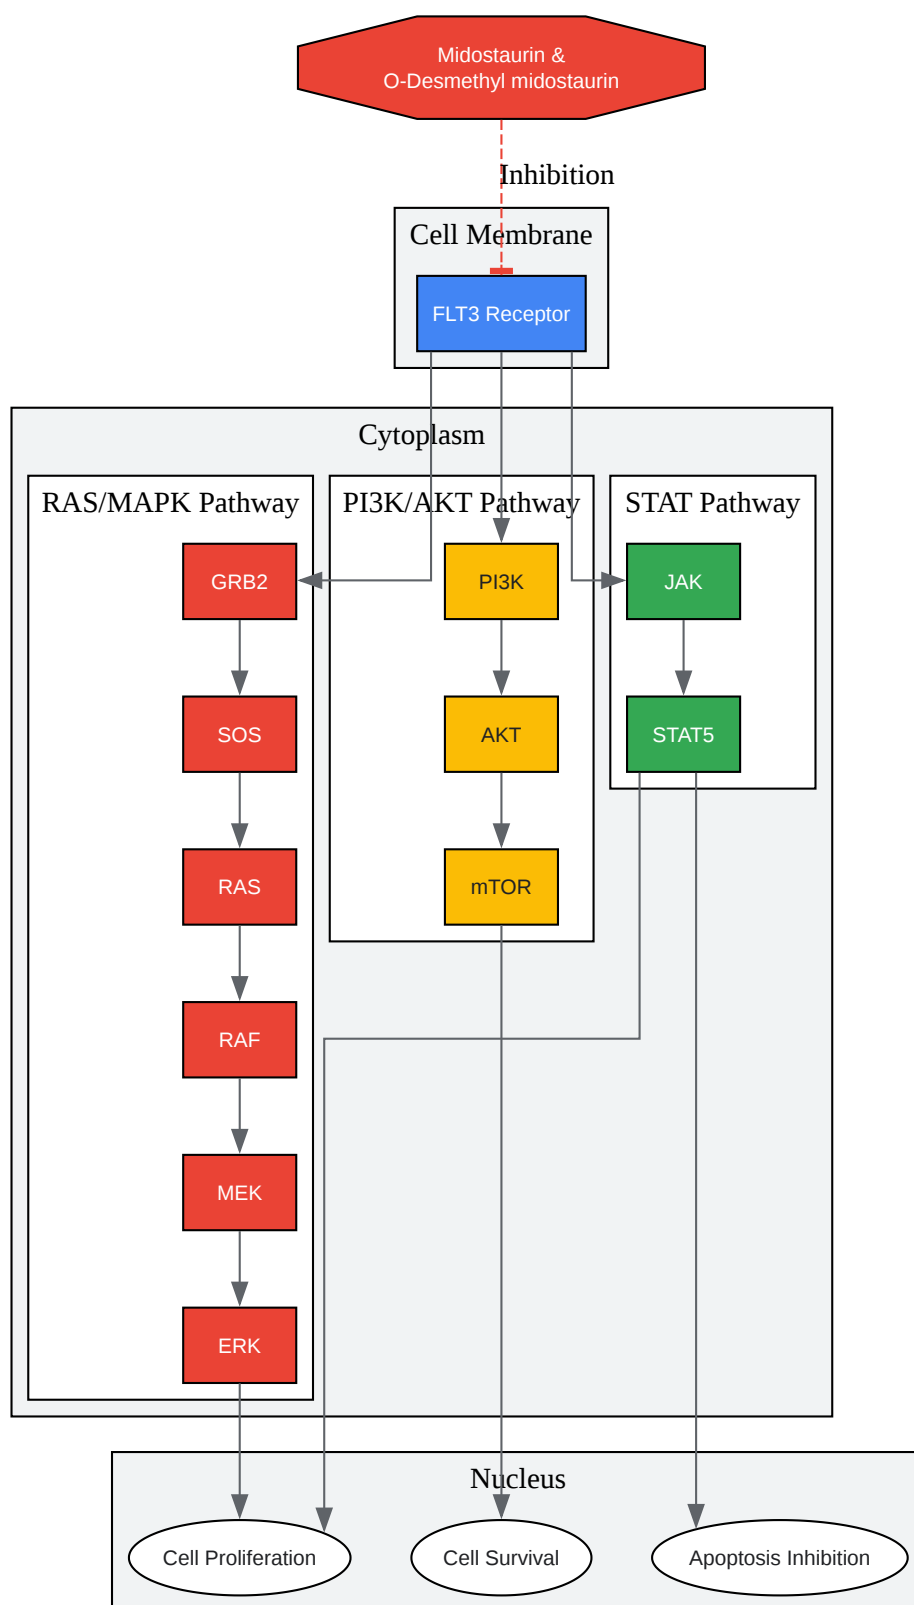 Midostaurin &
O-Desmethyl midostaurin
Inhibition
Cell Membrane
FLT3 Receptor
Cytoplasm
RAS/MAPK Pathway
PI3K/AKT Pathway
STAT Pathway
GRB2
PI3K
JAK
SOS
AKT
STAT5
RAS
mTOR
RAF
MEK
ERK
Nucleus
Cell Proliferation
Cell Survival
Apoptosis Inhibition